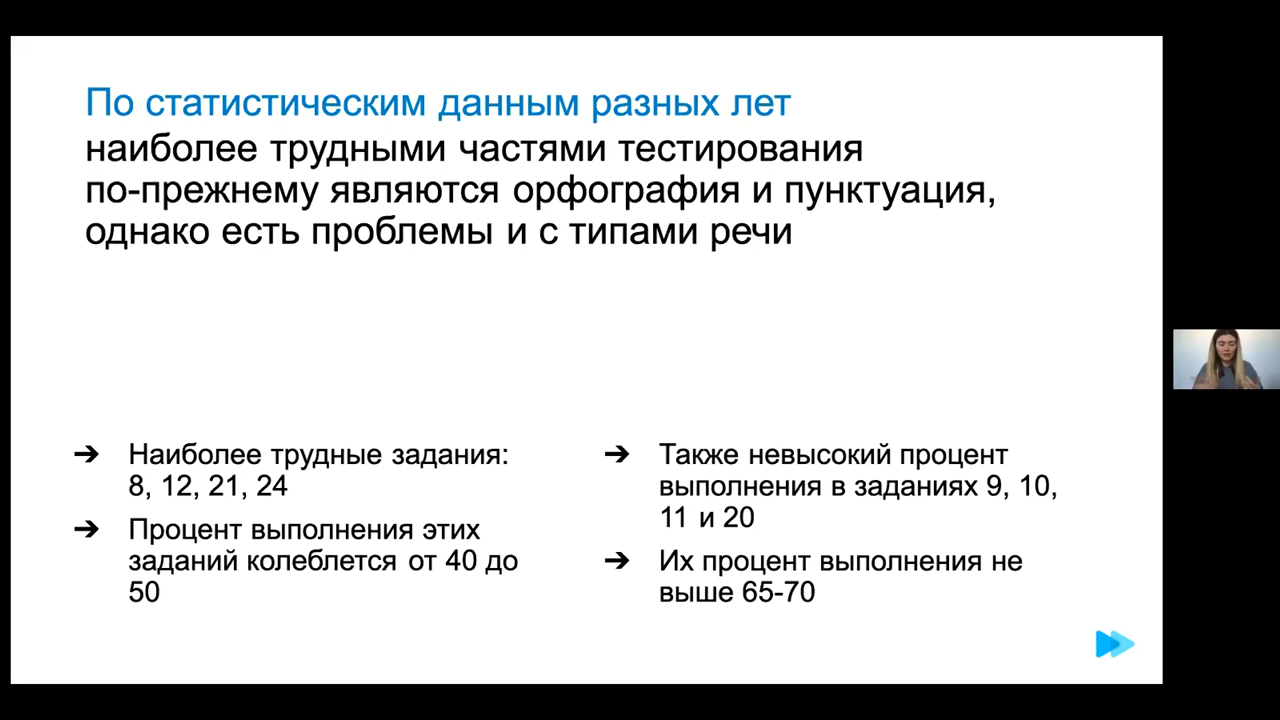 По статистическим данным разных лет
наиболее трудными частями тестирования
по-прежнему являются орфография и пунктуация,
однако есть проблемы и с типами речи
➔ Наиболее трудные задания:
8, 12, 21, 24
➔ Процент выполнения этих
заданий колеблется от 40 до
50
➔ Также невысокий процент
выполнения в заданиях 9, 10,
11 и 20
➔ Их процент выполнения не
выше 65-70